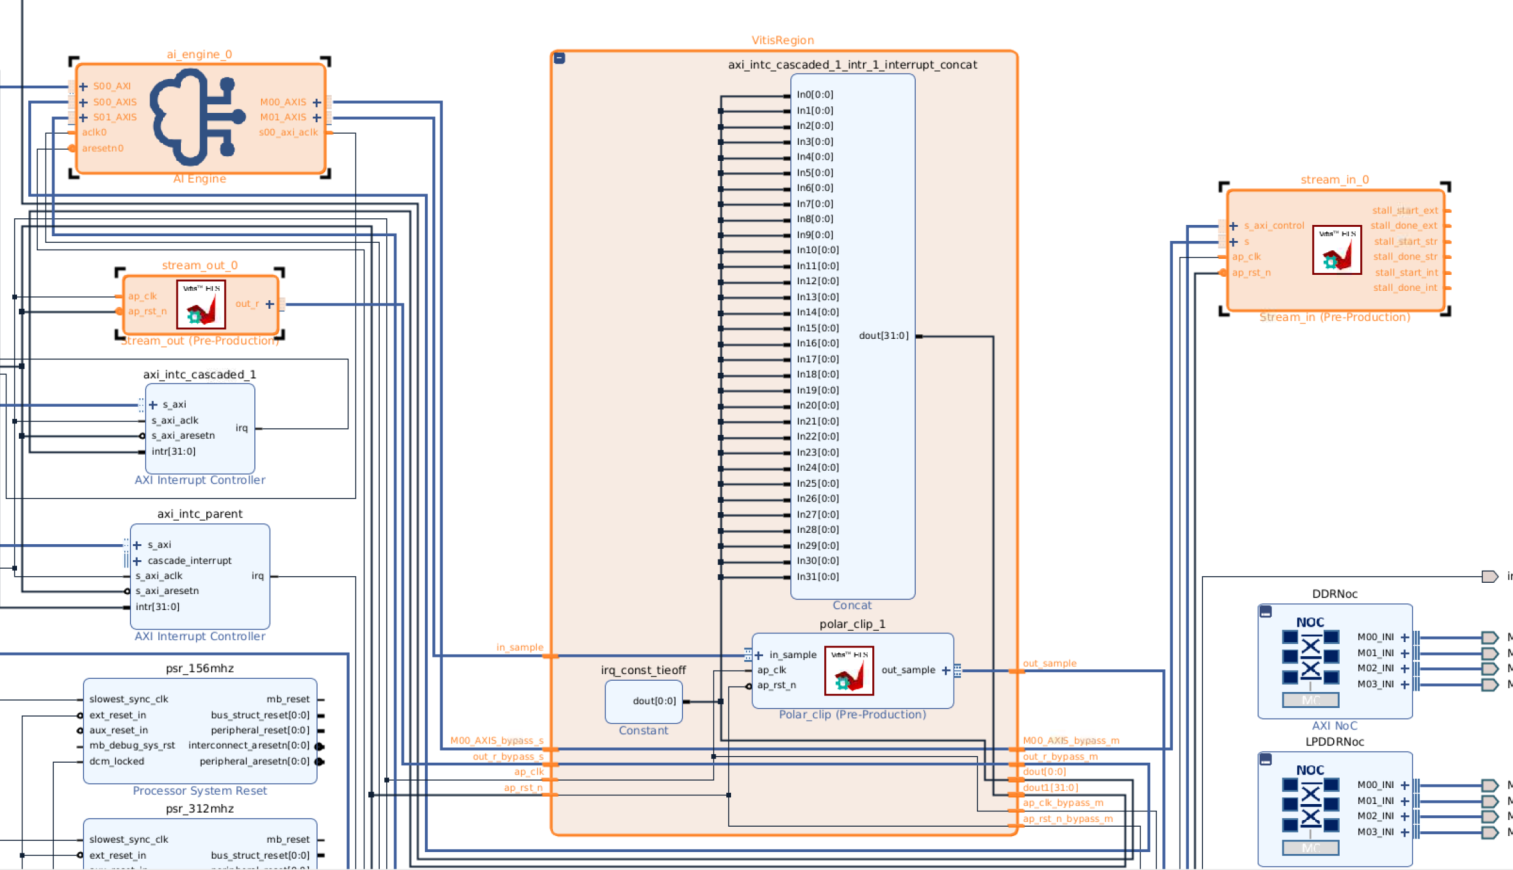 ai_engine_0
S00_AXI
S00_AXIS
S01_AXIS
aclk0
aresetn0
M00_AXIS
M01_AXIS
s00_axi_aclk
AI Engine
stream_out_0
ap_clk
ap_rst_n
Vitis™ HLS
out_r
Stream_out (Pre-Production)
axi_intc_cascaded_1
s_axi
s_axi_aclk
s_axi_aresetn
intr[31:0]
irq
AXI Interrupt Controller
axi_intc_parent
s_axi
cascade_interrupt
s_axi_aclk
s_axi_aresetn
intr[31:0]
irq
AXI Interrupt Controller
psr_156mhz
slowest_sync_clk
ext_reset_in
aux_reset_in
mb_debug_sys_rst
dcm_locked
mb_reset
bus_struct_reset[0:0]
peripheral_reset[0:0]
interconnect_aresetn[0:0]
peripheral_aresetn[0:0]
Processor System Reset
psr_312mhz
slowest_sync_clk
ext_reset_in
mb_reset
bus_struct_reset[0:0]
VitisRegion
axi_intc_cascaded_1_intr_1_interrupt_concat
In0[0:0]
In1[0:0]
In2[0:0]
In3[0:0]
In4[0:0]
In5[0:0]
In6[0:0]
In7[0:0]
In8[0:0]
In9[0:0]
In10[0:0]
In11[0:0]
In12[0:0]
In13[0:0]
In14[0:0]
In15[0:0]
In16[0:0]
In17[0:0]
In18[0:0]
In19[0:0]
In20[0:0]
In21[0:0]
In22[0:0]
In23[0:0]
In24[0:0]
In25[0:0]
In26[0:0]
In27[0:0]
In28[0:0]
In29[0:0]
In30[0:0]
In31[0:0]
dout[31:0]
Concat
polar_clip_1
in_sample
ap_clk
ap_rst_n
Vitis™ HLS
out_sample
Polar_clip (Pre-Production)
irq_const_tieoff
dout[0:0]
Constant
in_sample
M00_AXIS_bypass_s
out_r_bypass_s
ap_clk
ap_rst_n
out_sample
M00_AXIS_bypass_m
out_r_bypass_m
dout[0:0]
dout1[31:0]
ap_clk_bypass_m
ap_rst_n_bypass_m
stream_in_0
s_axi_control
s
ap_clk
ap_rst_n
Vitis™ HLS
stall_start_ext
stall_done_ext
stall_start_str
stall_done_str
stall_start_int
stall_done_int
Stream_in (Pre-Production)
DDRNoc
NOC
MC
M00_INI
M01_INI
M02_INI
M03_INI
AXI NoC
LPDDRNoc
NOC
MC
M00_INI
M01_INI
M02_INI
M03_INI